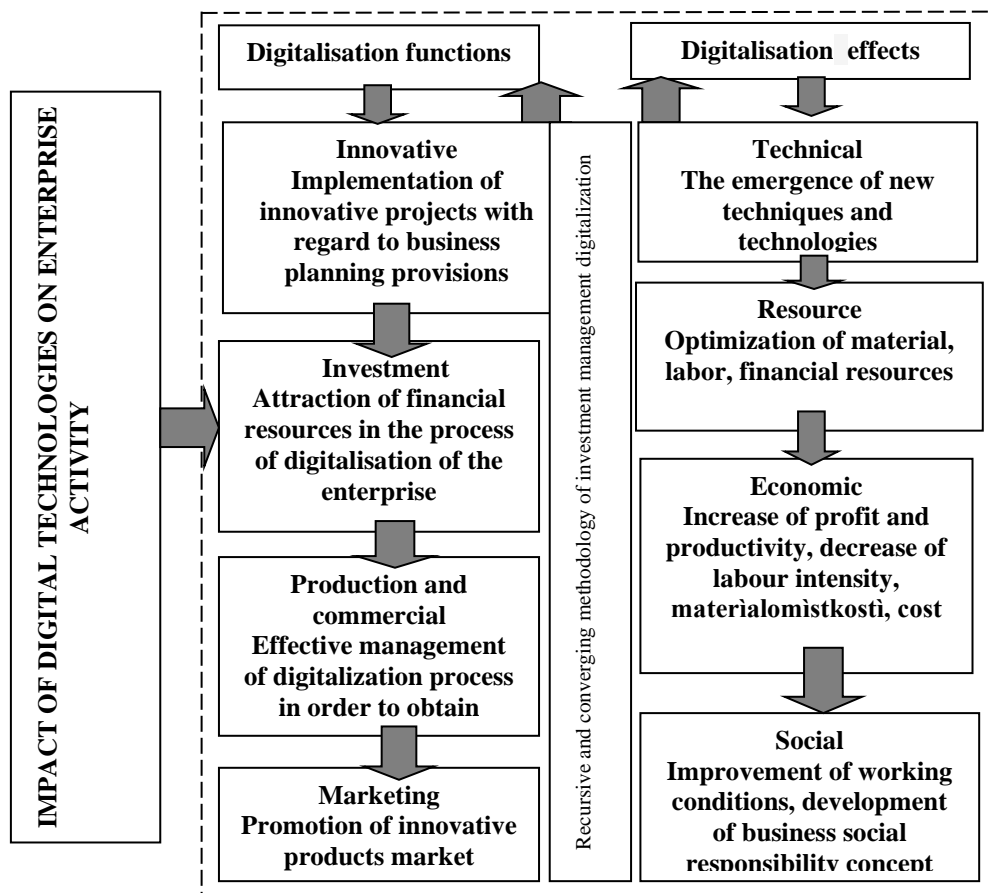 IMPACT OF DIGITAL TECHNOLOGIES ON ENTERPRISE
ACTIVITY
Digitalisation functions
Innovative
Implementation of
innovative projects with
regard to business
planning provisions
Investment
Attraction of financial
resources in the process
of digitalisation of the
enterprise
Production and
commercial
Effective management
of digitalization process
in order to obtain
Marketing
Promotion of innovative
products market
Recursive and converging methodology of investment management digitalization
Digitalisation effects
Technical
The emergence of new
techniques and
technologies
Resource
Optimization of material,
labor, financial resources
Economic
Increase of profit and
productivity, decrease of
labour intensity,
materìalomìstkostì, cost
Social
Improvement of working
conditions, development
of business social
responsibility concept